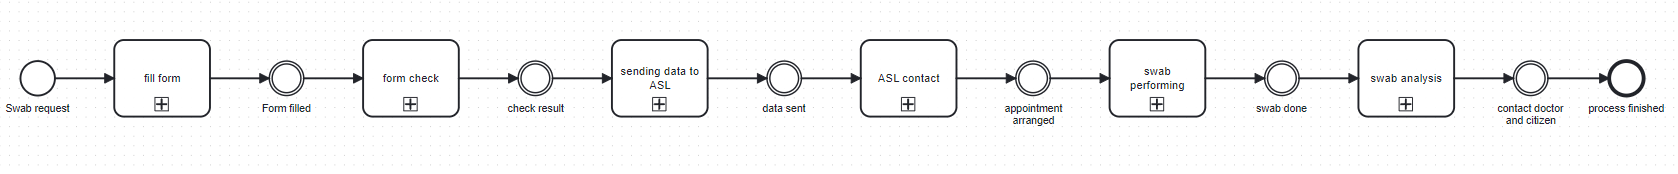 Swab request
fill form
Form filled
form check
check result
sending data to
ASL
data sent
ASL contact
appointment
arranged
swab
performing
swab done
swab analysis
contact doctor
and citizen
process finished